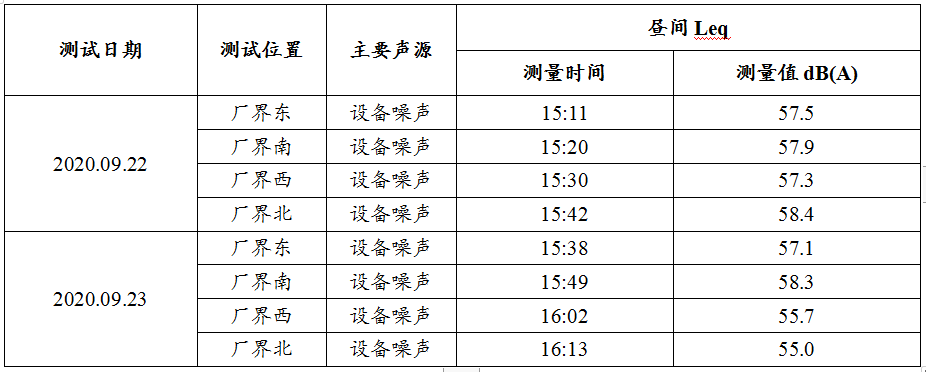 测试日期 测试位置 主要声源 昼间 Leq
测量时间 测量值 dB(A)
2020.09.22 厂界东 设备噪声 15:11 57.5
厂界南 设备噪声 15:20 57.9
厂界西 设备噪声 15:30 57.3
厂界北 设备噪声 15:42 58.4
2020.09.23 厂界东 设备噪声 15:38 57.1
厂界南 设备噪声 15:49 58.3
厂界西 设备噪声 16:02 55.7
厂界北 设备噪声 16:13 55.0